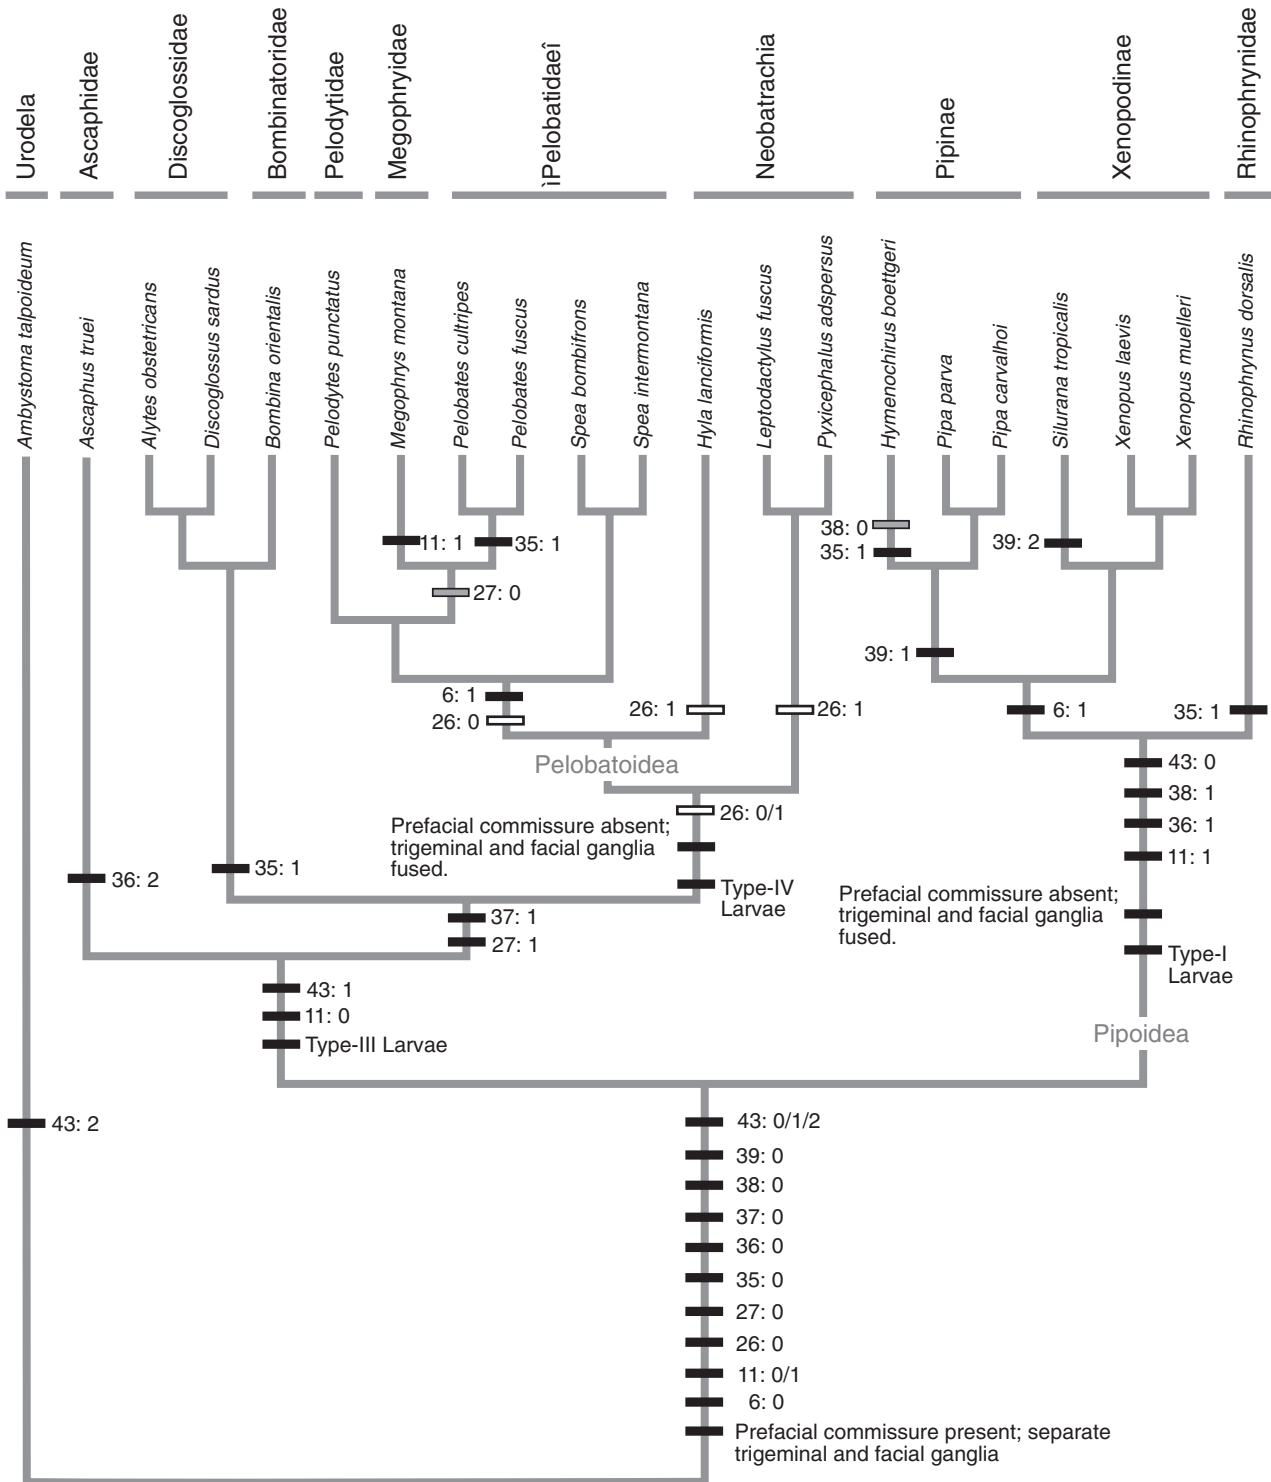 Urodela
Ascaphidae
Discoglossidae
Bombinatoridae
Pelodytidae
Megophryidae
ìPelobatidaeî
Neobatrachia
Pipinae
Xenopodinae
Rhinophrynidae
Ambystoma talpoideum
Ascaphus truei
Alytes obstetricans
Discoglossus sardus
Bombina orientalis
Pelodytes punctatus
Megophrys montana
Pelobates cultripes
Pelobates fuscus
Spea bombifrons
Spea intermontana
Hyla lanciformis
Leptodactylus fuscus
Pyxicephalus adspersus
Hymenochirus boettgeri
Pipa parva
Pipa carvalhoi
Silurana tropicalis
Xenopus laevis
Xenopus muelleri
Rhinophrynus dorsalis
38: 0
11: 1
35: 1
35: 1
39: 2
27: 0
39: 1
6: 1
26: 0
26: 1
26: 1
6: 1
35: 1
Pelobatoidea
43: 0
38: 1
36: 1
11: 1
26: 0/1
Prefacial commissure absent;
trigeminal and facial ganglia
fused.
36: 2
35: 1
Type-IV
Larvae
Prefacial commissure absent;
trigeminal and facial ganglia
fused.
37: 1
27: 1
Type-I
Larvae
43: 1
11: 0
Type-III Larvae
Pipoidea
43: 2
43: 0/1/2
39: 0
38: 0
37: 0
36: 0
35: 0
27: 0
26: 0
11: 0/1
6: 0
Prefacial commissure present; separate
trigeminal and facial ganglia